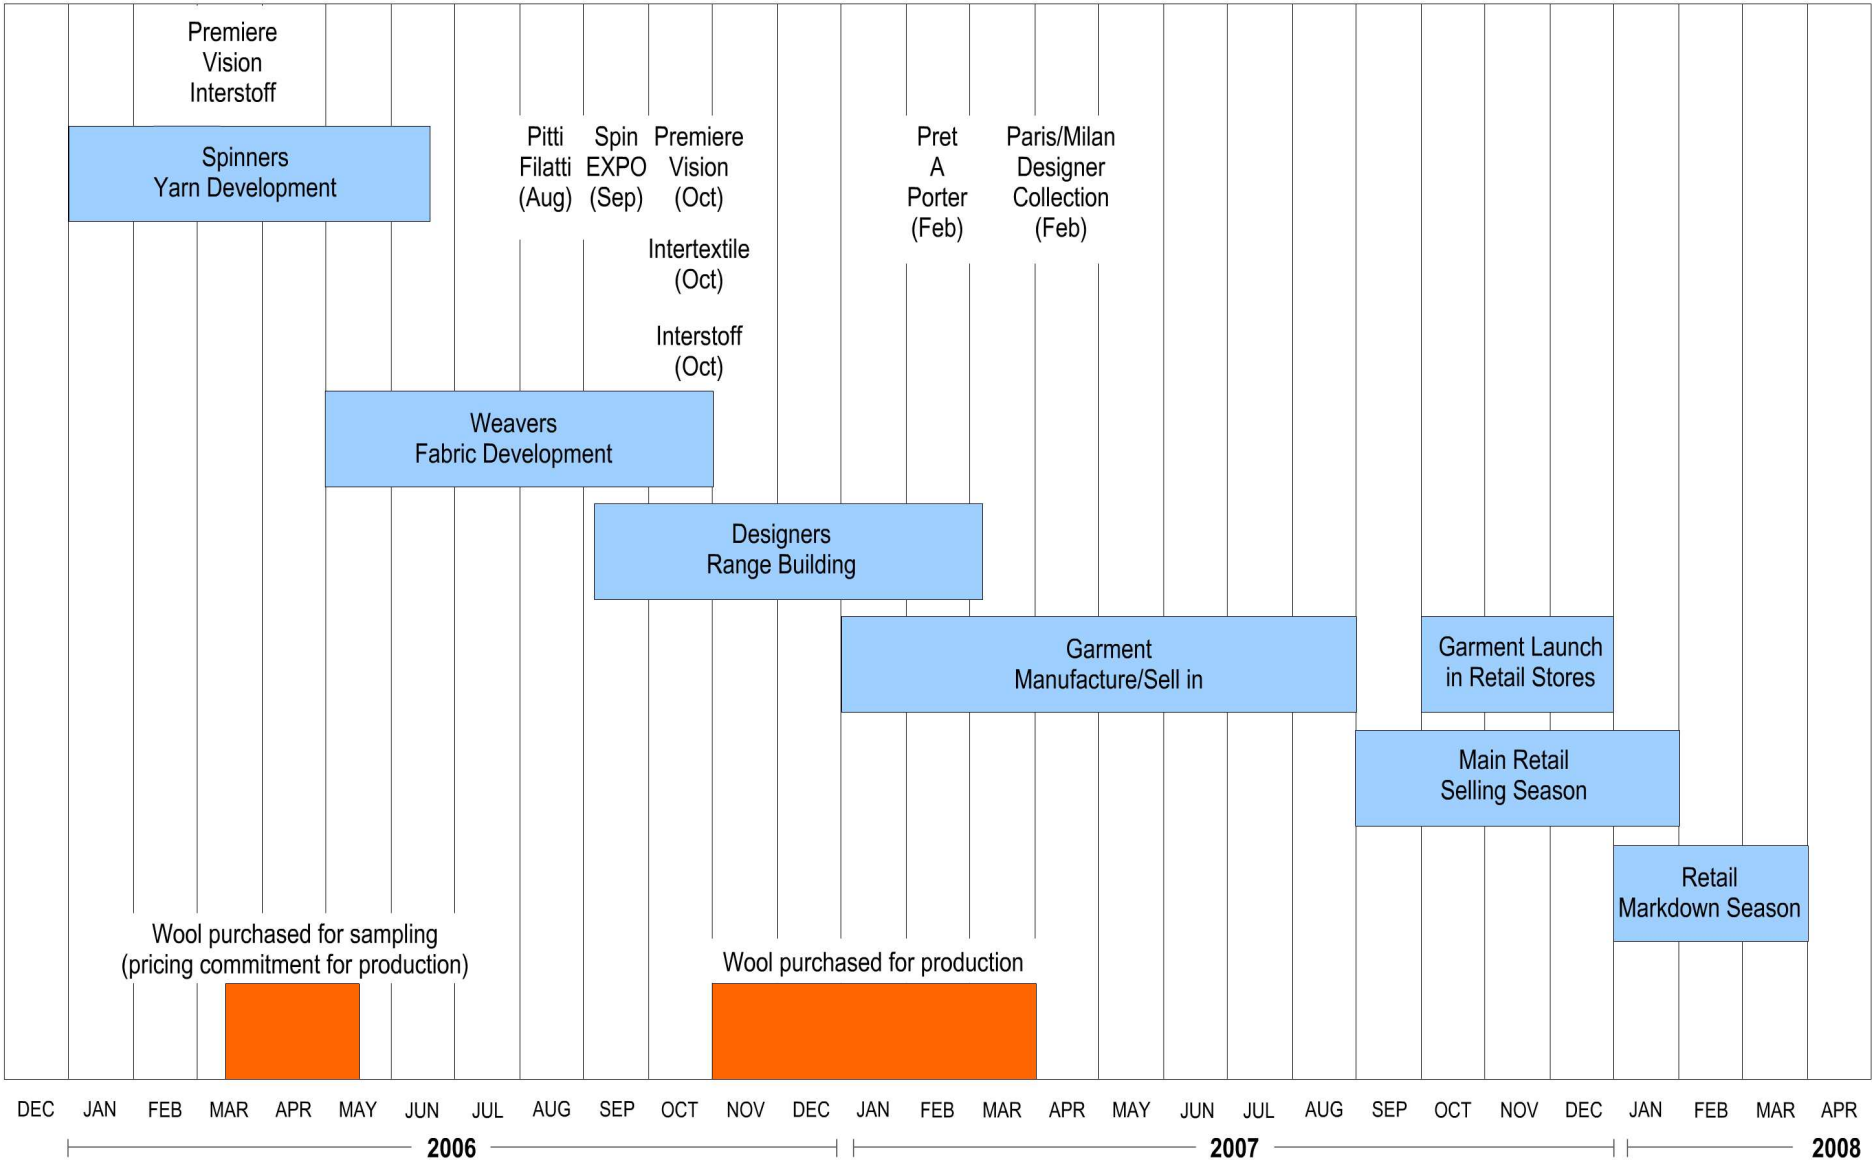 Premiere
Vision
Interstoff
Spinners
Yarn Development
Pitti
Filatti
(Aug)
Spin
EXPO
(Sep)
Premiere
Vision
(Oct)
Intertextile
(Oct)
Interstoff
(Oct)
Pret
A
Porter
(Feb)
Paris/Milan
Designer
Collection
(Feb)
Weavers
Fabric Development
Designers
Range Building
Garment
Manufacture/Sell in
Garment Launch
in Retail Stores
Main Retail
Selling Season
Retail
Markdown Season
Wool purchased for sampling
(pricing commitment for production)
Wool purchased for production
DEC JAN FEB MAR APR MAY JUN JUL AUG SEP OCT NOV DEC JAN FEB MAR APR MAY JUN JUL AUG SEP OCT NOV DEC JAN FEB MAR APR
2006 2007 2008